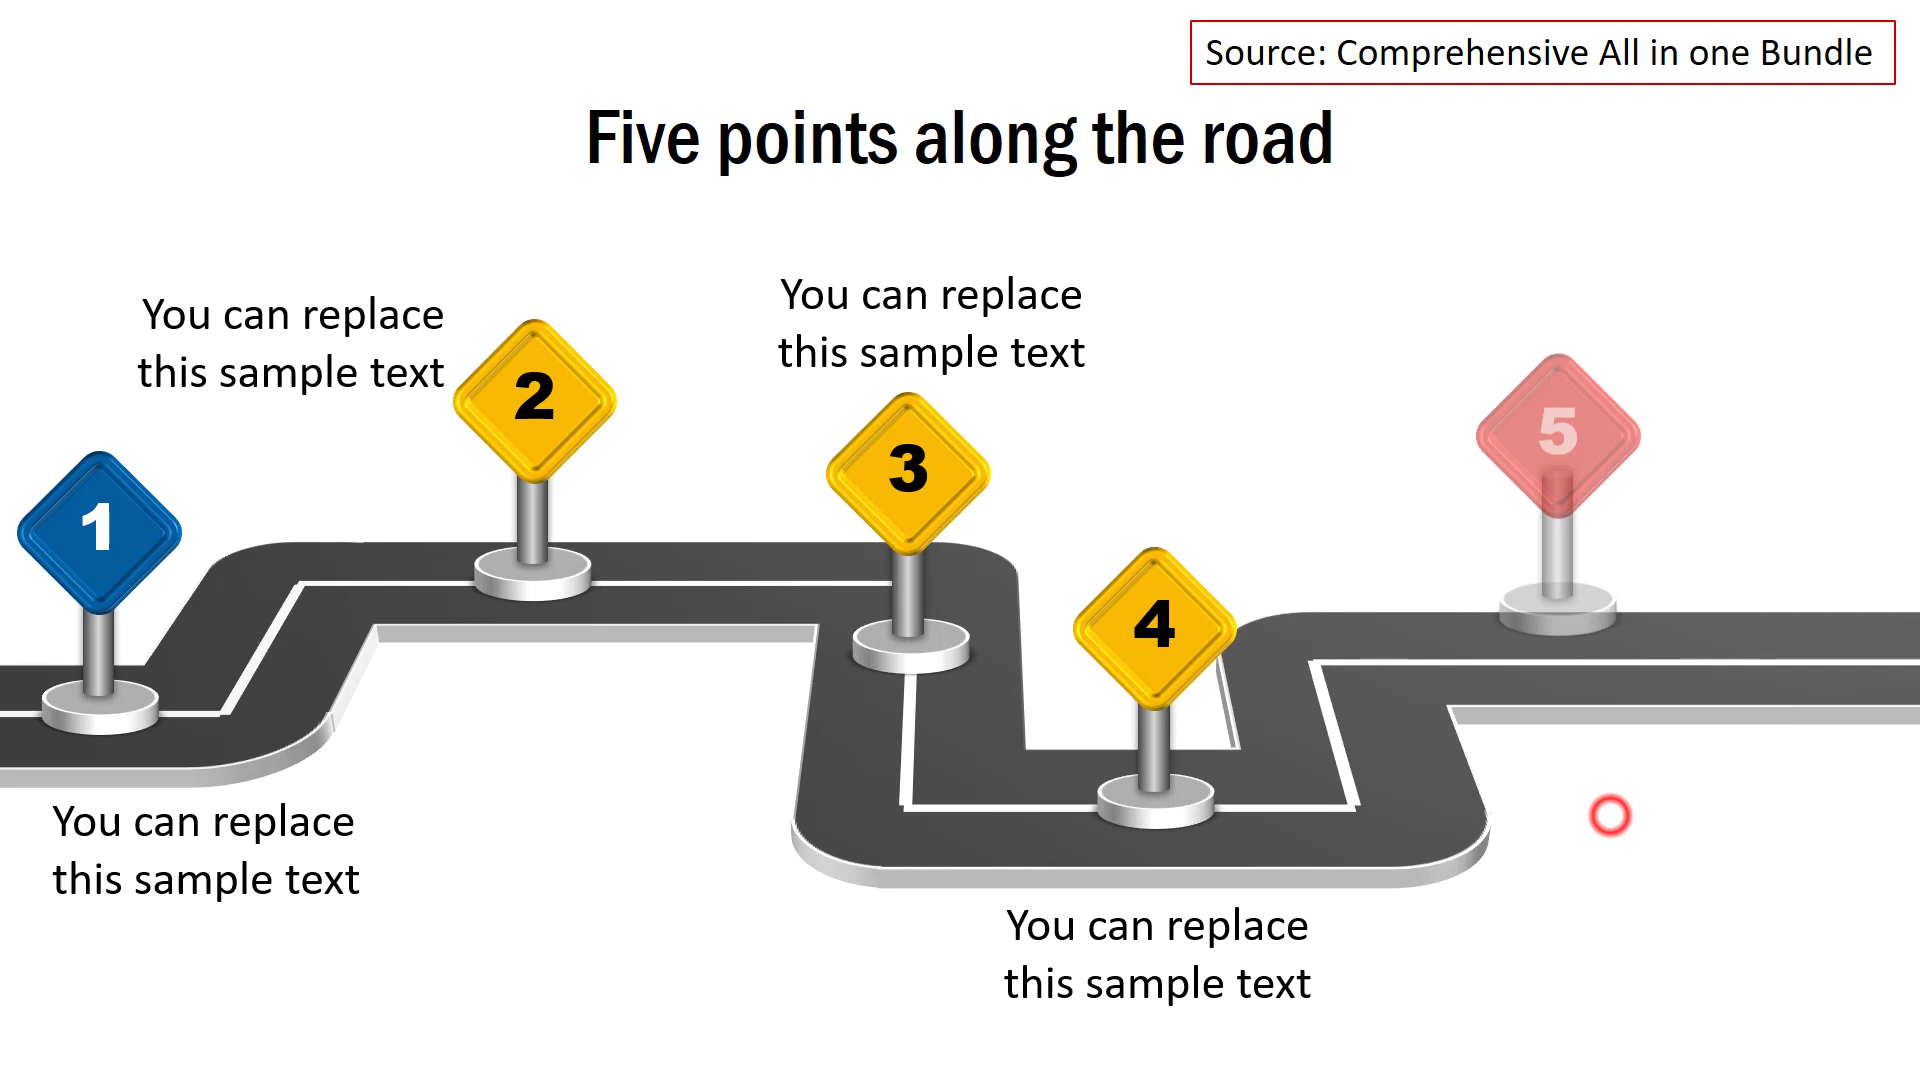 Source: Comprehensive All in one Bundle
Five points along the road
You can replace
this sample text
2
You can replace
this sample text
3
1
You can replace
this sample text
4
You can replace
this sample text
5